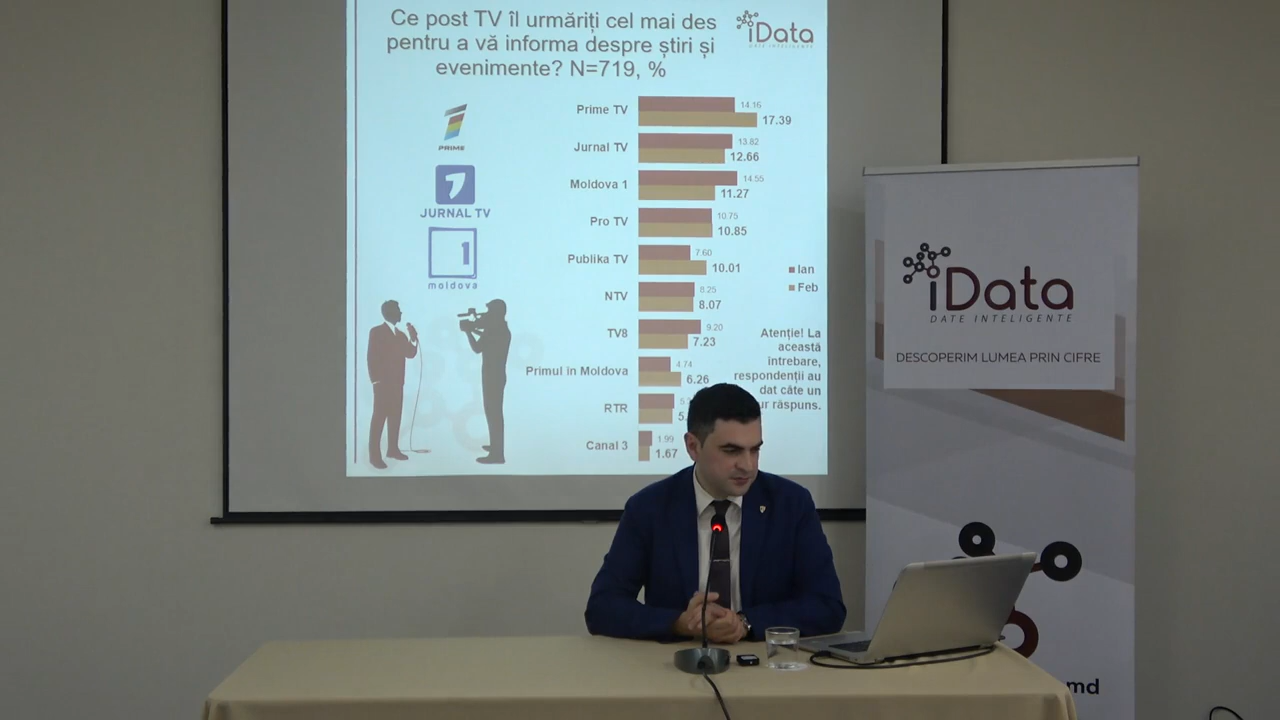 Ce post TV îl urmăriți cel mai des
pentru a vă informa despre știri și
evenimente? N=719, %
iData
DATE INTELIGENTE
PRIME
JURNAL TV
1
moldova
Prime TV
14.16
17.39
Jurnal TV
13.82
12.66
Moldova 1
14.55
11.27
Pro TV
10.75
10.85
Publika TV
7.60
10.01
NTV
8.25
8.07
TV8
9.20
7.23
Primul in Moldova
4.74
6.26
RTR
Canal 3
1.99
1.67
Ian
Feb
Atenție! La
această
intrebare,
respondenții au
dat câte un
răspuns.
iData
DATE INTELIGENTE
DESCOPERIM LUMEA PRIN CIFRE
md